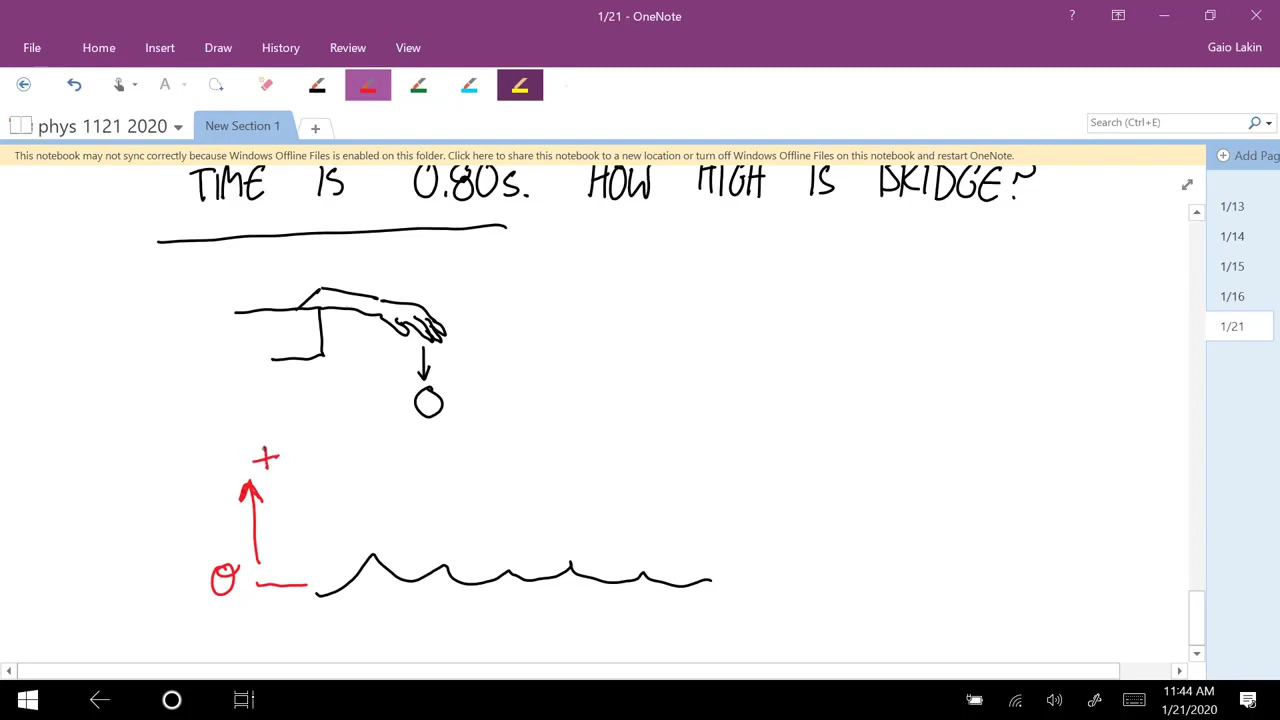 1/21 - OneNote
?
File
Home
Insert
Draw
History
Review
View
Gaio Lakin
A
phys 1121 2020
New Section 1
+
Search (Ctrl+E)
This notebook may not sync correctly because Windows Offline Files is enabled on this folder. Click here to share this notebook to a new location or turn off Windows Offline Files on this notebook and restart OneNote.
Add Pag
1/13
1/14
1/15
1/16
1/21
TIME IS 0.80s. HOW HIGH IS BRIDGE?
+
0
11:44 AM
1/21/2020